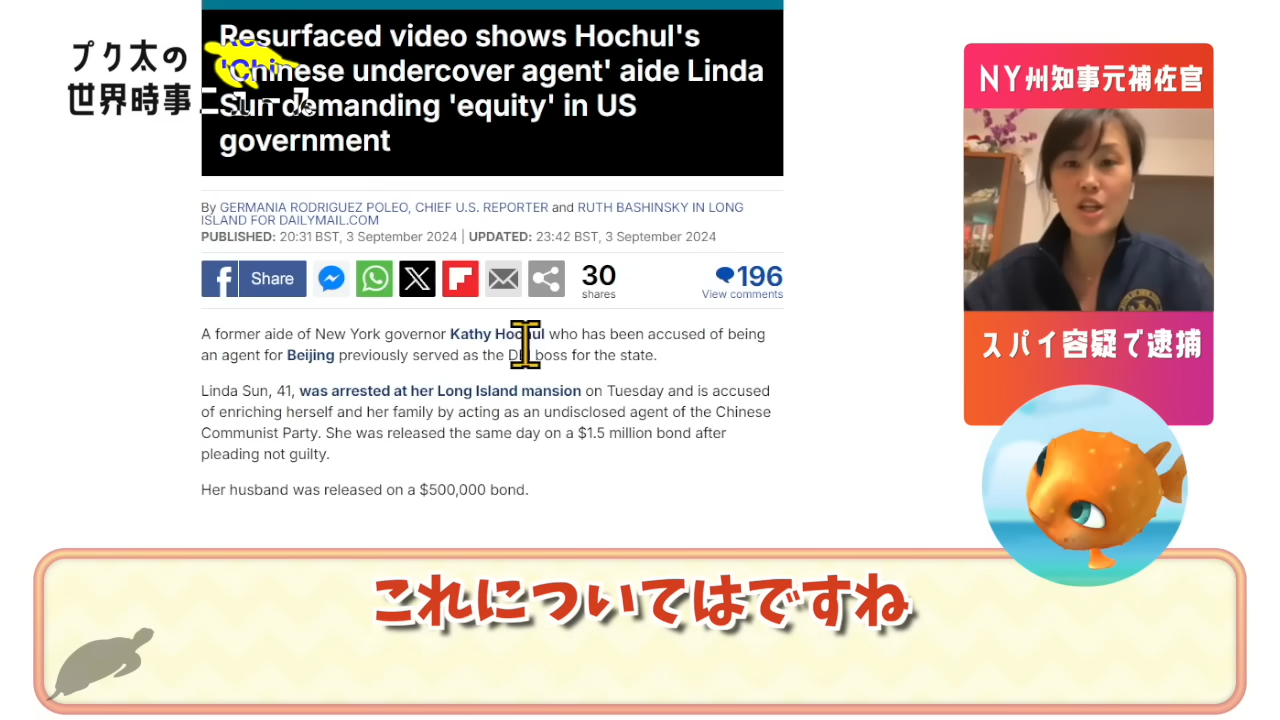 プク太の
世界時事ニュース
Resurfaced video shows Hochul's
'Chinese undercover agent' aide Linda
Sun demanding 'equity' in US
government
By GERMANIA RODRIGUEZ POLEO, CHIEF U.S. REPORTER and RUTH BASHINSKY IN LONG
ISLAND FOR DAILYMAIL.COM
PUBLISHED: 20:31 BST, 3 September 2024 | UPDATED: 23:42 BST, 3 September 2024
Share
30
shares
196
View comments
A former aide of New York governor Kathy Hochul who has been accused of being
an agent for Beijing previously served as the DEI boss for the state.
Linda Sun, 41, was arrested at her Long Island mansion on Tuesday and is accused
of enriching herself and her family by acting as an undisclosed agent of the Chinese
Communist Party. She was released the same day on a $1.5 million bond after
pleading not guilty.
Her husband was released on a $500,000 bond.
NY州知事元補佐官
スパイ容疑で逮捕
これについてはですね